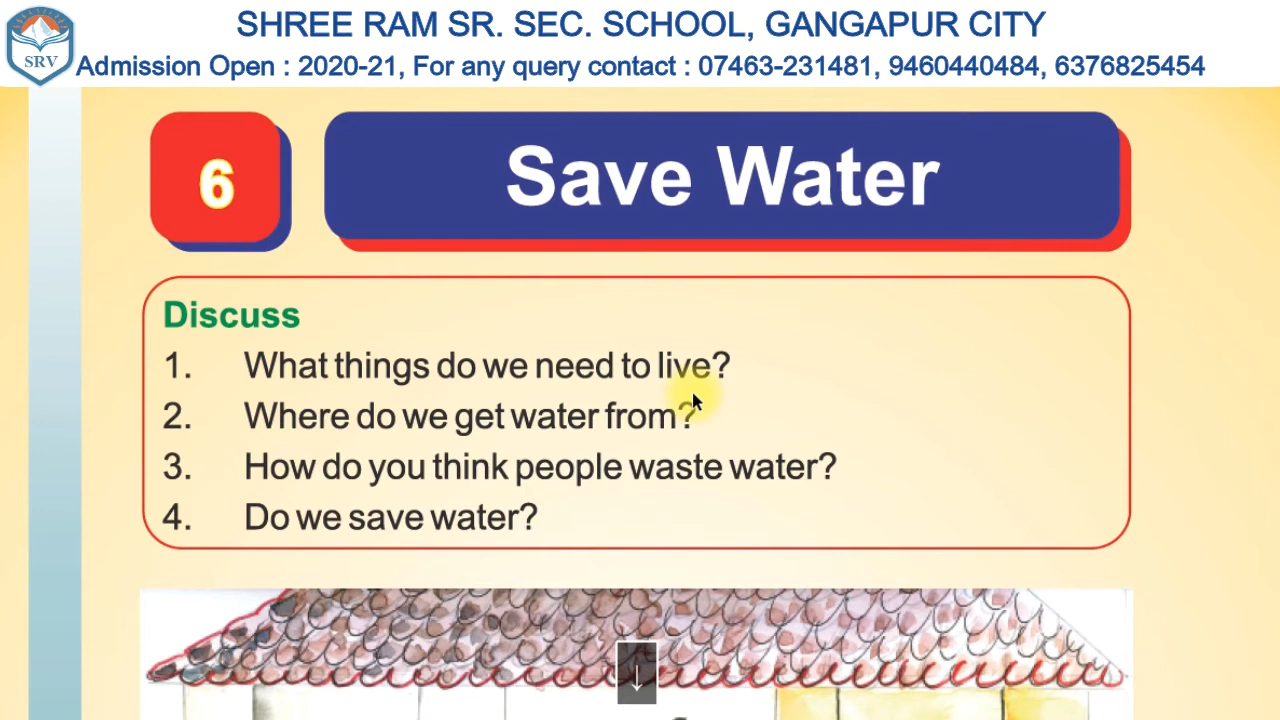 SHREE RAM SR. SEC. SCHOOL, GANGAPUR CITY
SRV
Admission Open : 2020-21, For any query contact : 07463-231481, 9460440484, 6376825454
6
Save Water
Discuss
1. What things do we need to live?
2. Where do we get water from?
3. How do you think people waste water?
4. Do we save water?